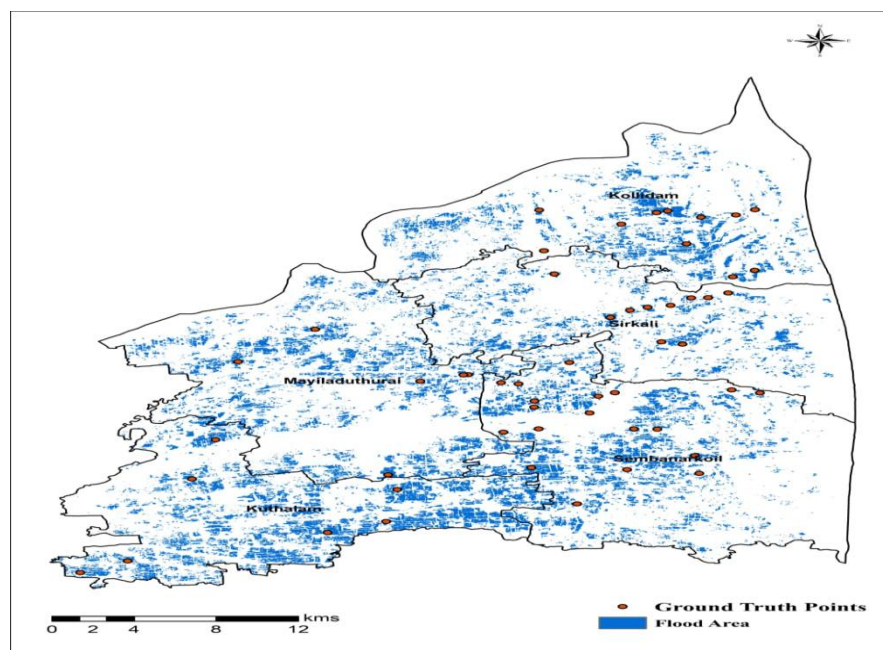 Kollidam
Sirkali
Mayiladuthurai
Sembanarkoil
Kuthalam
kms
0 2 4 8 12
Ground Truth Points
Flood Area